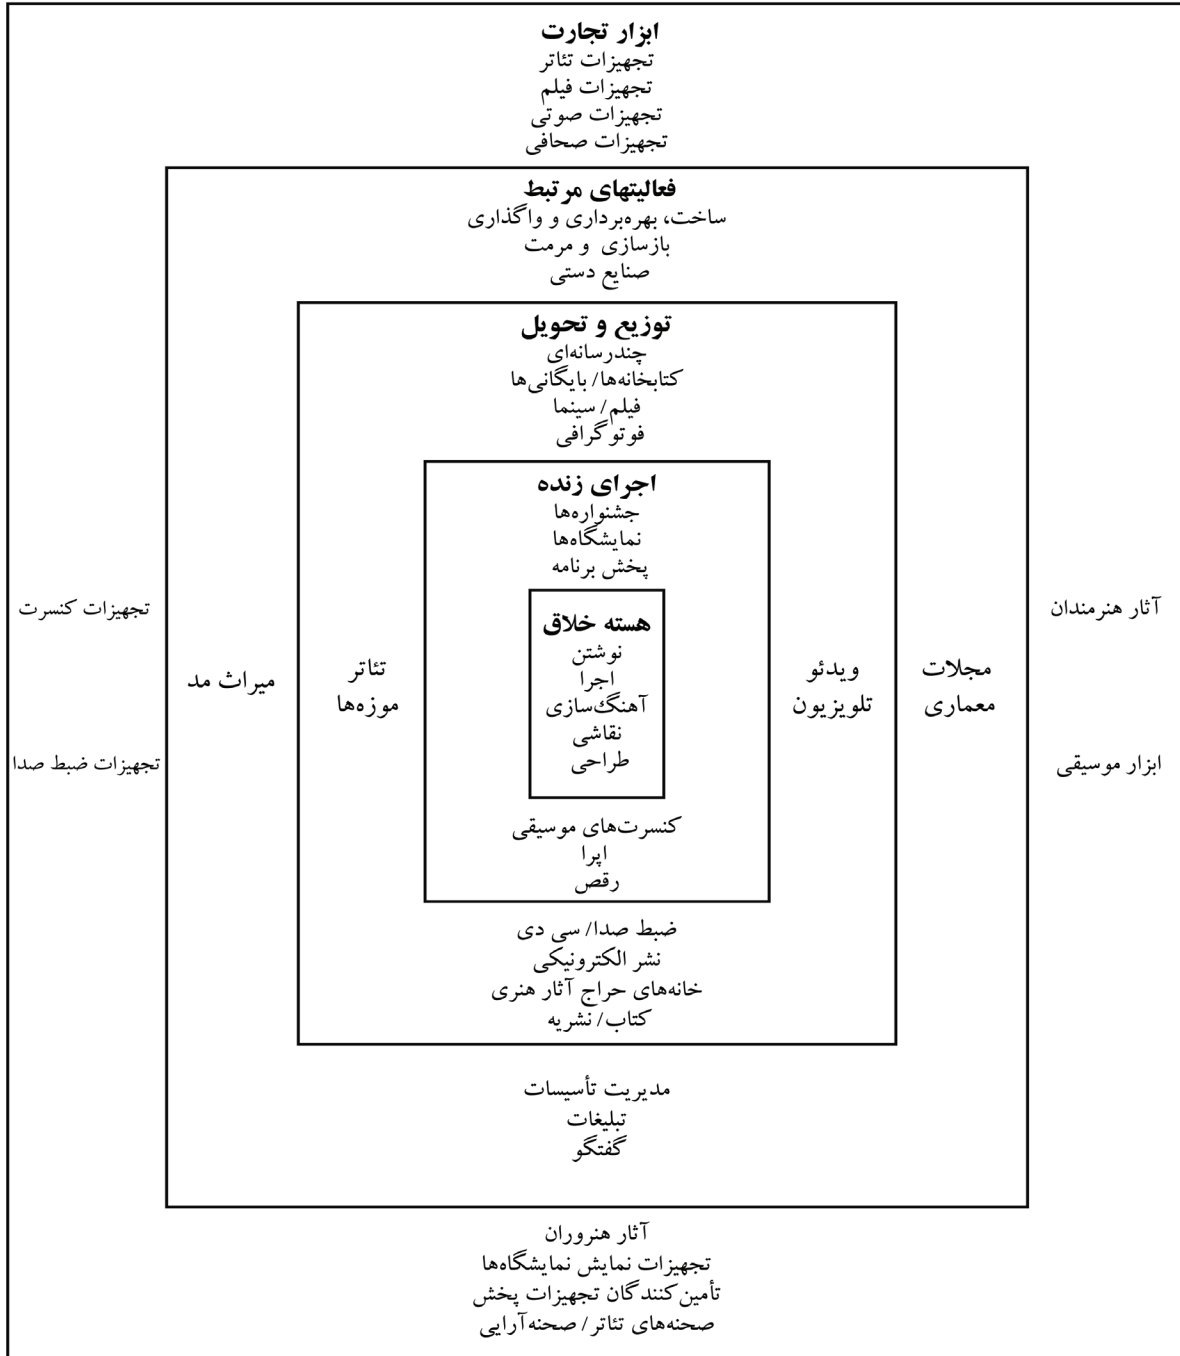 ابزار تجارت
تجهیزات تئاتر
تجهیزات فیلم
تجهیزات صوتی
تجهیزات صحافی
فعالیتهای مرتبط
ساخت، بهره‌برداری و واگذاری
بازسازی و مرمت
صنایع دستی
توزیع و تحویل
چندرسانه‌ای
کتابخانه‌ها/ بایگانی‌ها
فیلم/ سینما
فوتوگرافی
اجرای زنده
جشنواره‌ها
نمایشگاه‌ها
پخش برنامه
هسته خلاق
نوشتن
اجرا
آهنگ‌سازی
نقاشی
طراحی
آثار هنرمندان
ابزار موسیقی
مجلات
معماری
ویدئو
تلویزیون
تئاتر
موزه‌ها
میراث مد
تجهیزات کنسرت
تجهیزات ضبط صدا
کنسرت‌های موسیقی
اپرا
رقص
ضبط صدا/ سی دی
نشر الکترونیکی
خانه‌های حراج آثار هنری
کتاب/ نشریه
مدیریت تأسیسات
تبلیغات
گفتگو
آثار هنروران
تجهیزات نمایش نمایشگاه‌ها
تأمین‌کنندگان تجهیزات پخش
صحنه‌های تئاتر/ صحنه‌آرایی